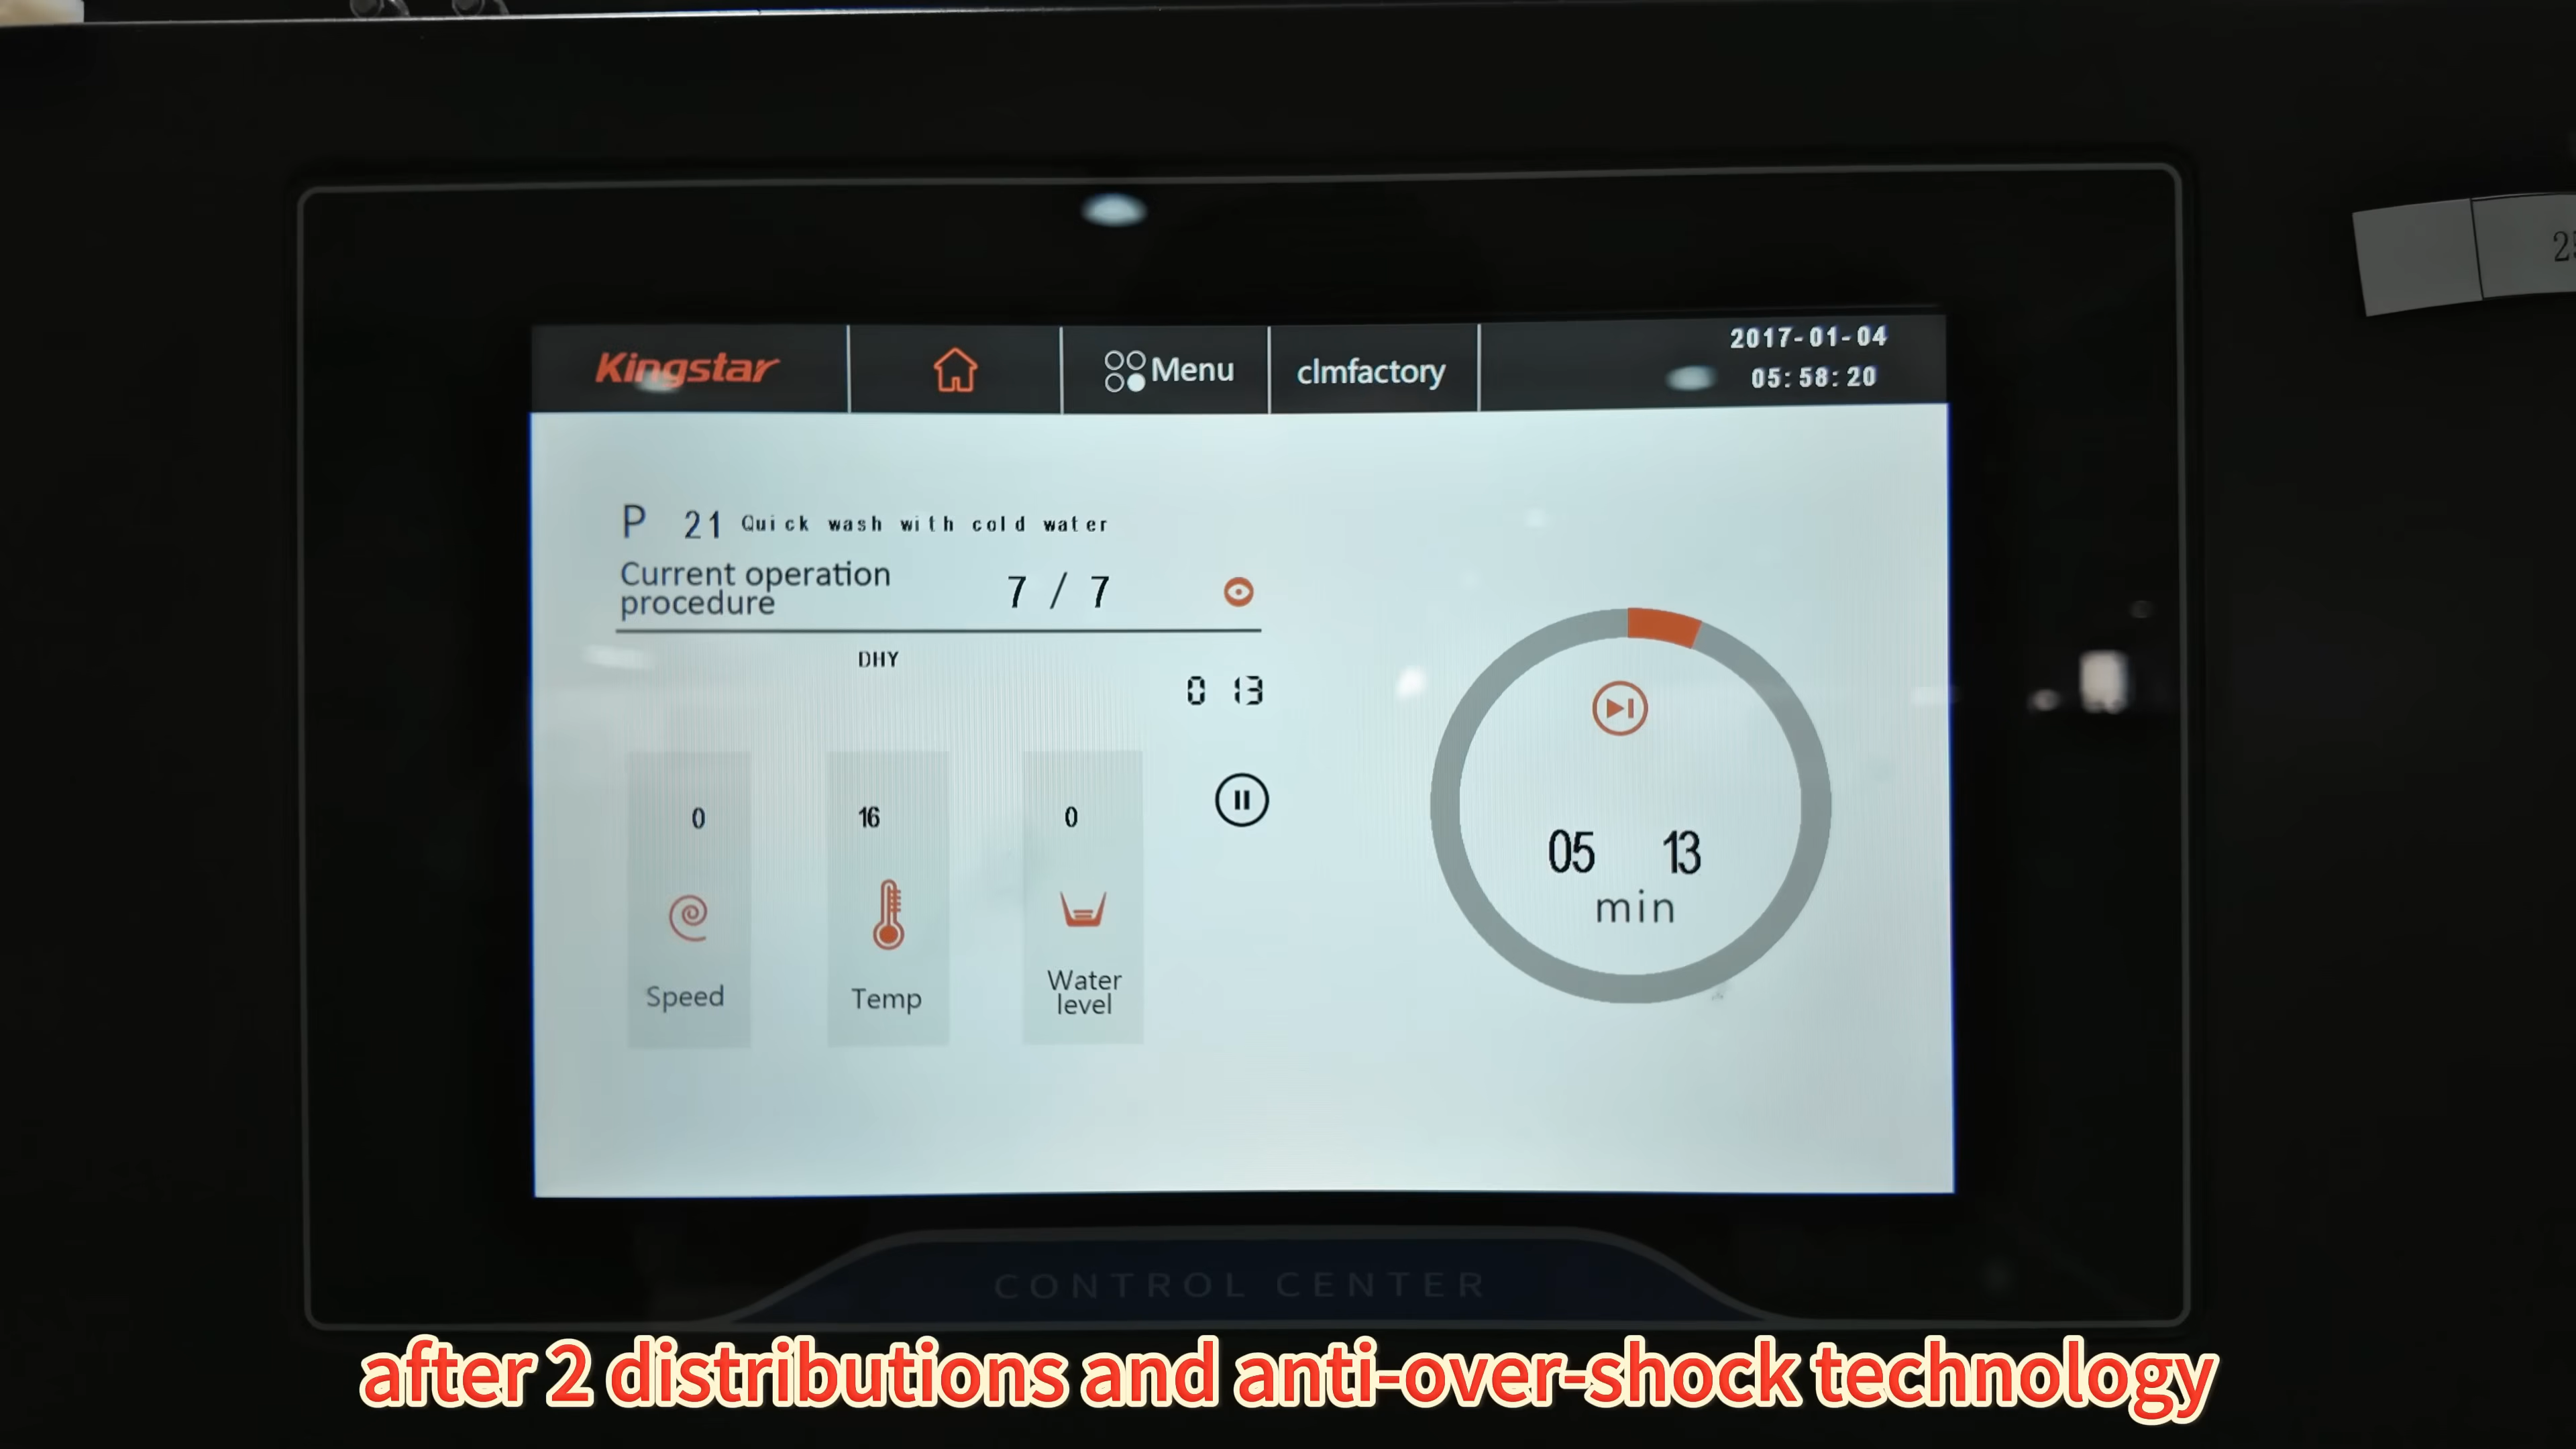 Kingstar
Menu
clmfactory
2017-01-04
05:58:20
P 21 Quick wash with cold water
Current operation
procedure
7 / 7
DHY
0 13
0
16
0
Speed
Temp
Water
level
05 13
min
CONTROL CENTER
after 2 distributions and anti-over-shock technology